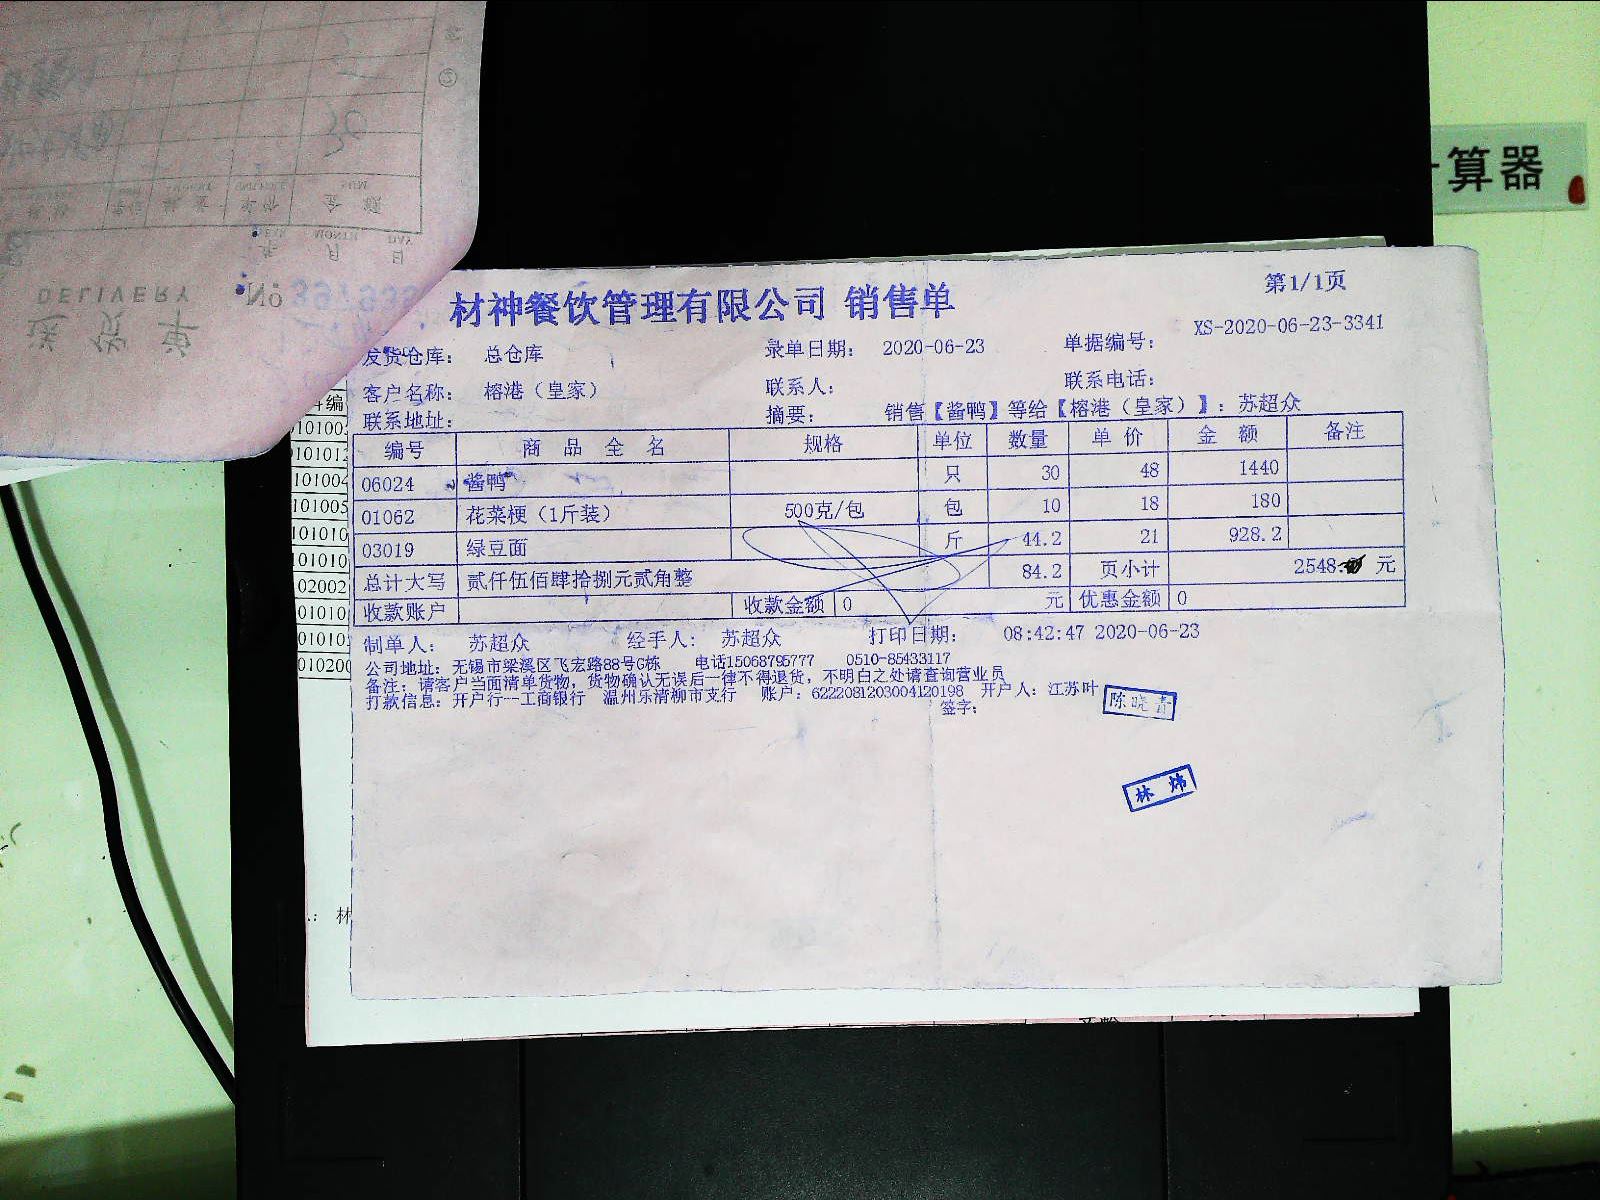 算器
DELIVERY
No
第1/1页
材神餐饮管理有限公司 销售单
XS-2020-06-23-3341
发货仓库： 总仓库 录单日期： 2020-06-23 单据编号：
客户名称： 榕港（皇家） 联系人： 联系电话：
联系地址： 摘要： 销售【酱鸭】等给【榕港（皇家）】：苏超众
编号 商 品 全 名 规格 单位 数量 单 价 金 额 备注
06024 酱鸭 只 30 48 1440
01062 花菜梗（1斤装） 500克/包 包 10 18 180
03019 绿豆面 斤 44.2 21 928.2
总计大写 贰仟伍佰肆拾捌元贰角整 84.2 页小计 2548. 元
收款账户 收款金额 0 元 优惠金额 0
制单人： 苏超众 经手人： 苏超众 打印日期： 08:42:47 2020-06-23
公司地址：无锡市梁溪区飞宏路88号G栋 电话15068795777 0510-85433117
备注：请客户当面清单货物，货物确认无误后一律不得退货，不明白之处请查询营业员
打款信息：开户行---工商银行 温州乐清柳市支行 账户：6222081203004120198 开户人：江苏叶
签字：
陈晓青
林炜